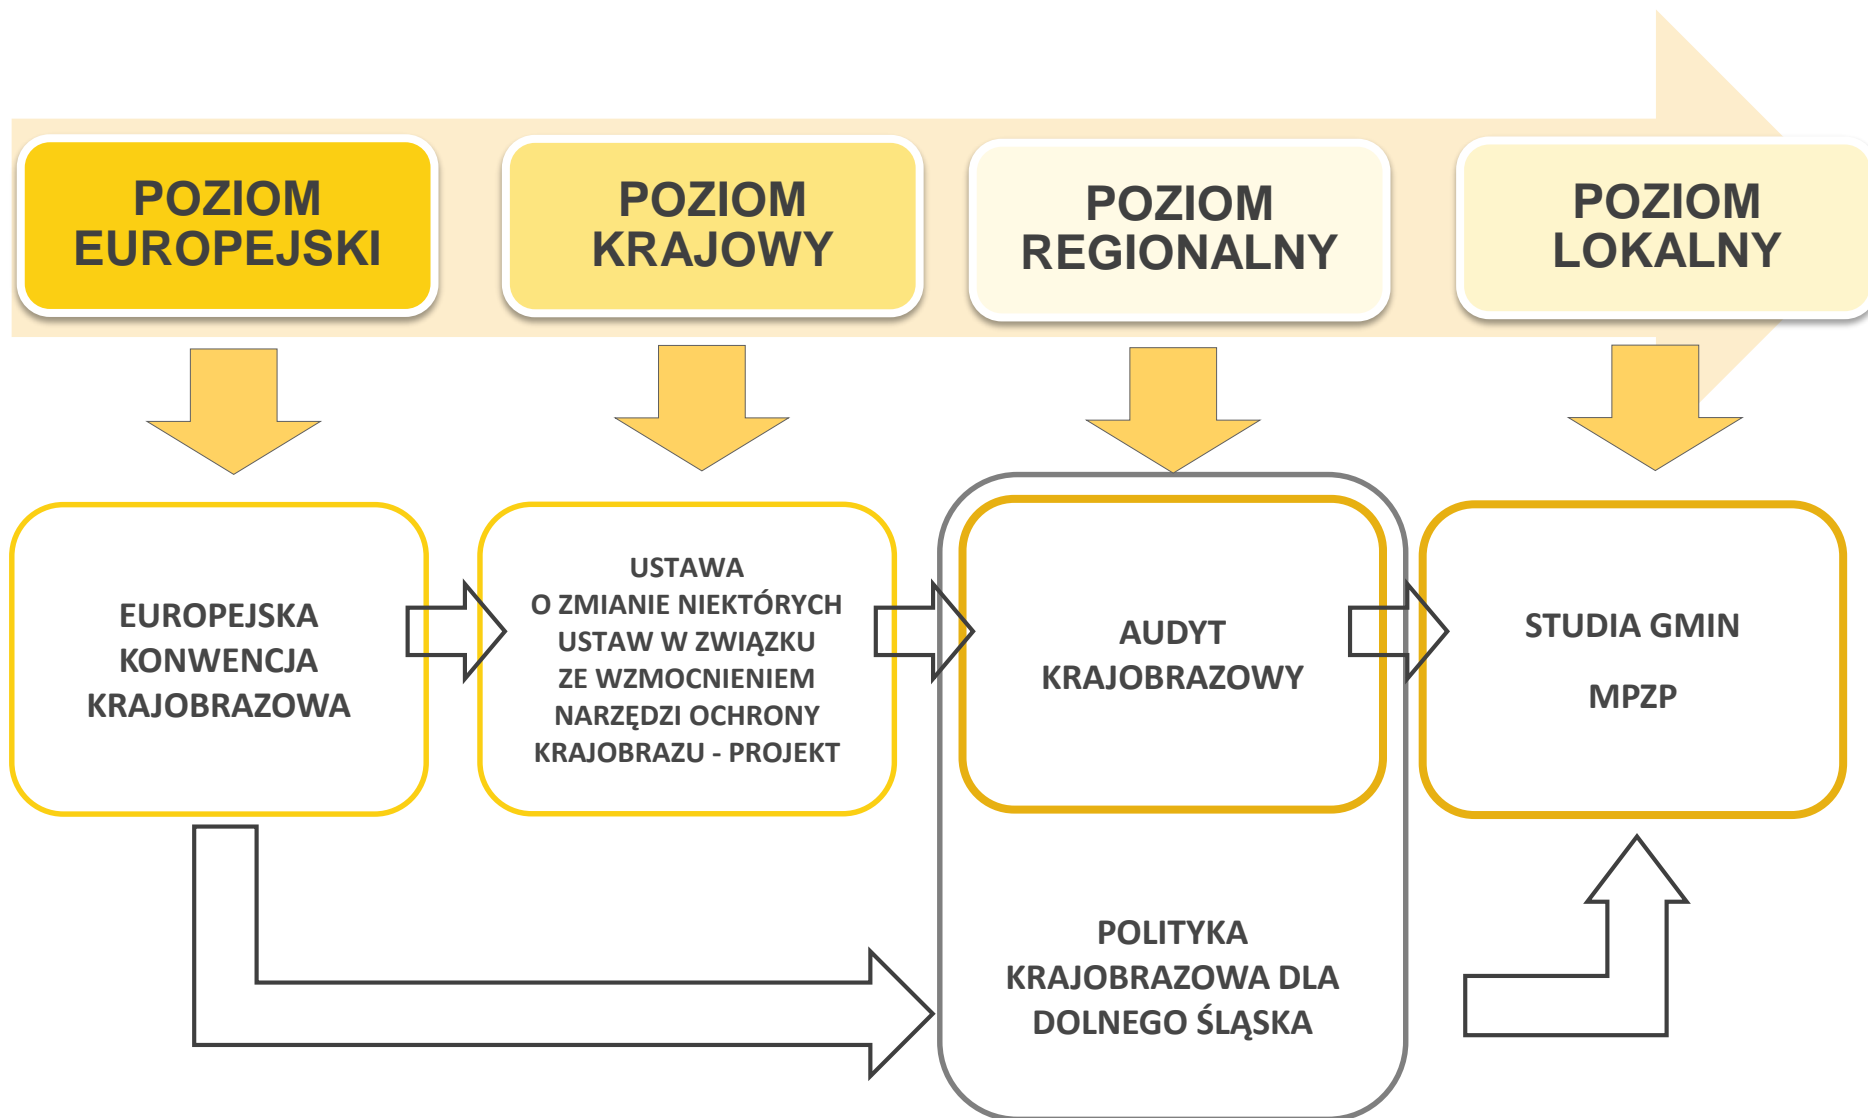 POZIOM
EUROPEJSKI
POZIOM
KRAJOWY
POZIOM
REGIONALNY
POZIOM
LOKALNY
EUROPEJSKA
KONWENCJA
KRAJOBRAZOWA
USTAWA
O ZMIANIE NIEKTÓRYCH
USTAW W ZWIĄZKU
ZE WZMOCNIENIEM
NARZĘDZI OCHRONY
KRAJOBRAZU - PROJEKT
AUDYT
KRAJOBRAZOWY
STUDIA GMIN
MPZP
POLITYKA
KRAJOBRAZOWA DLA
DOLNEGO ŚLĄSKA